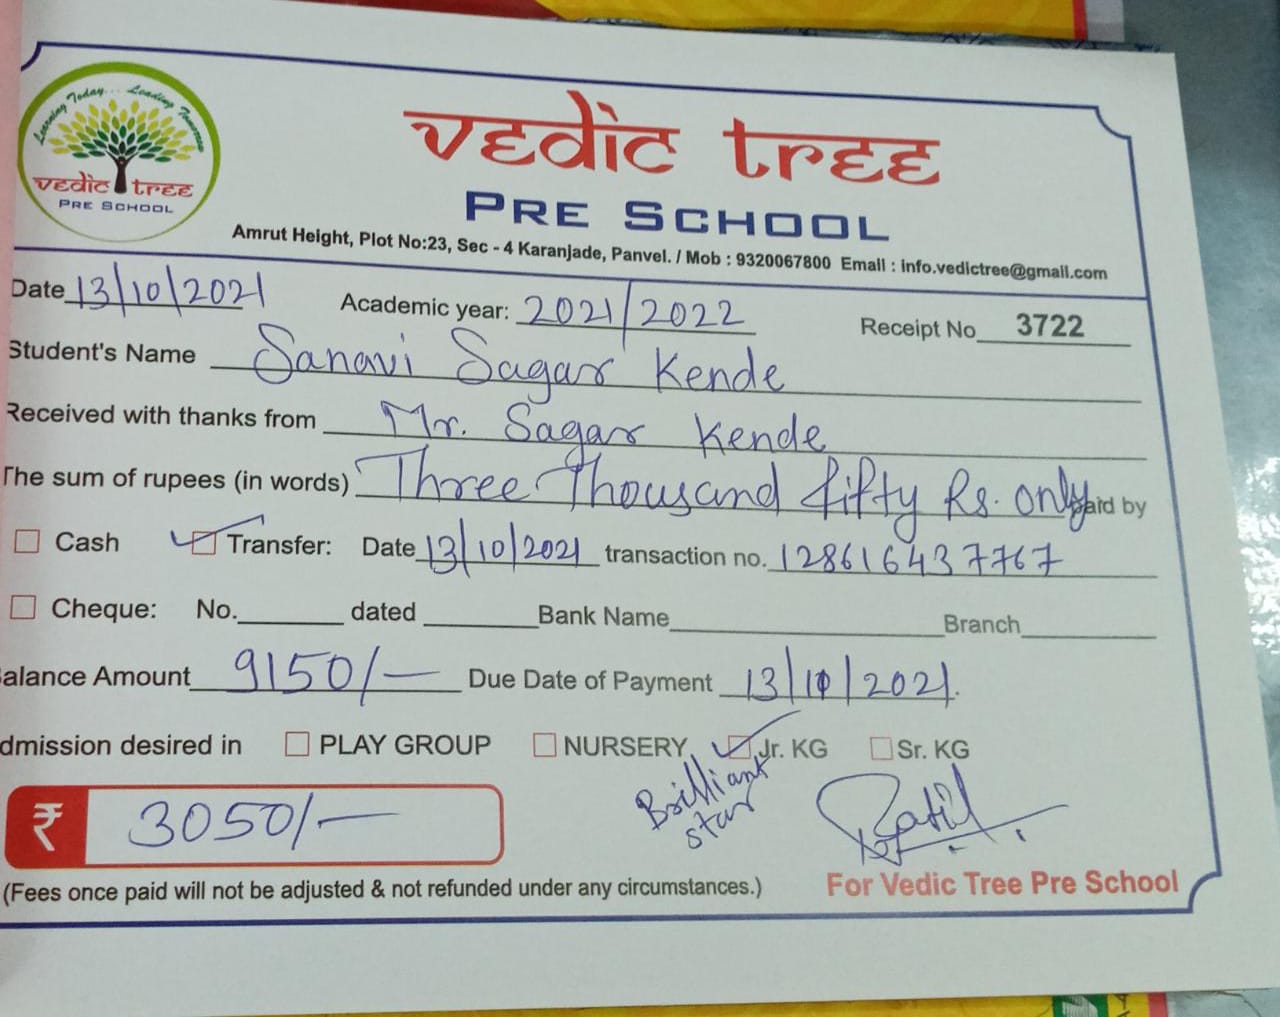 Learning Today... Leading Tomorrow
vedic tree
PRE SCHOOL
vedic tree
PRE SCHOOL
Amrut Height, Plot No:23, Sec - 4 Karanjade, Panvel. / Mob : 9320067800 Email : info.vedictree@gmail.com
Date 13/10/2021 Academic year: 2021/2022 Receipt No 3722
Student's Name Sanavi Sagar Kende
Received with thanks from Mr. Sagar Kende
The sum of rupees (in words) Three Thousand fifty Rs. only paid by
Cash Transfer: Date 13/10/2021 transaction no. 128616437767
Cheque: No. dated Bank Name Branch
alance Amount 9150/- Due Date of Payment 13/10/2021.
dmission desired in PLAY GROUP NURSERY Jr. KG Sr. KG
Brilliant
star
₹ 3050/-
Patil
(Fees once paid will not be adjusted & not refunded under any circumstances.) For Vedic Tree Pre School